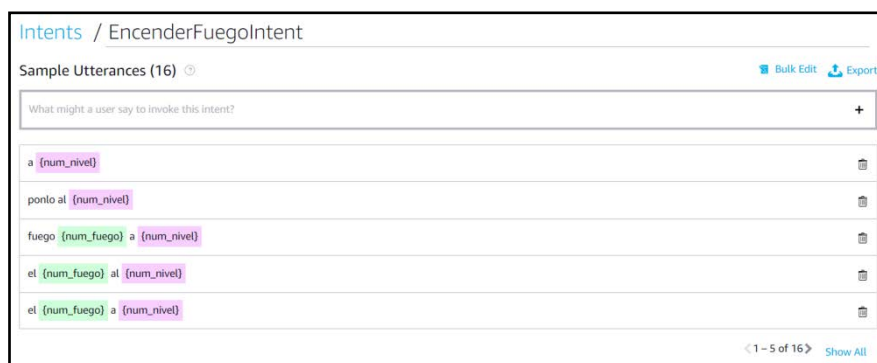 Intents / EncenderFuegoIntent
Sample Utterances (16) ?
Bulk Edit Export
What might a user say to invoke this intent? +
a {num_nivel}
ponlo al {num_nivel}
fuego {num_fuego} a {num_nivel}
el {num_fuego} al {num_nivel}
el {num_fuego} a {num_nivel}
< 1 – 5 of 16 > Show All